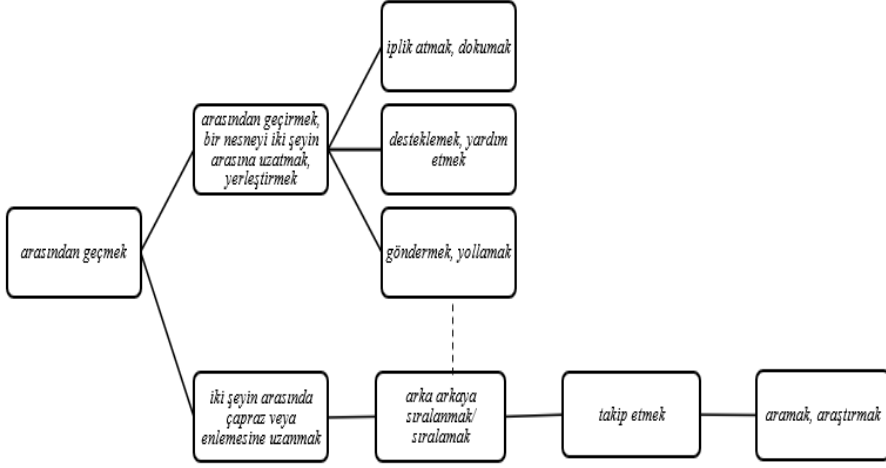 iplik atmak, dokumak
arasından geçirmek,
bir nesneyi iki şeyin
arasına uzatmak,
yerleştirmek
desteklemek, yardım
etmek
arasından geçmek
göndermek, yollamak
iki şeyin arasında
çapraz veya
enlemesine uzanmak
arka arkaya
sıralanmak/
sıralamak
takip etmek
aramak, araştırmak